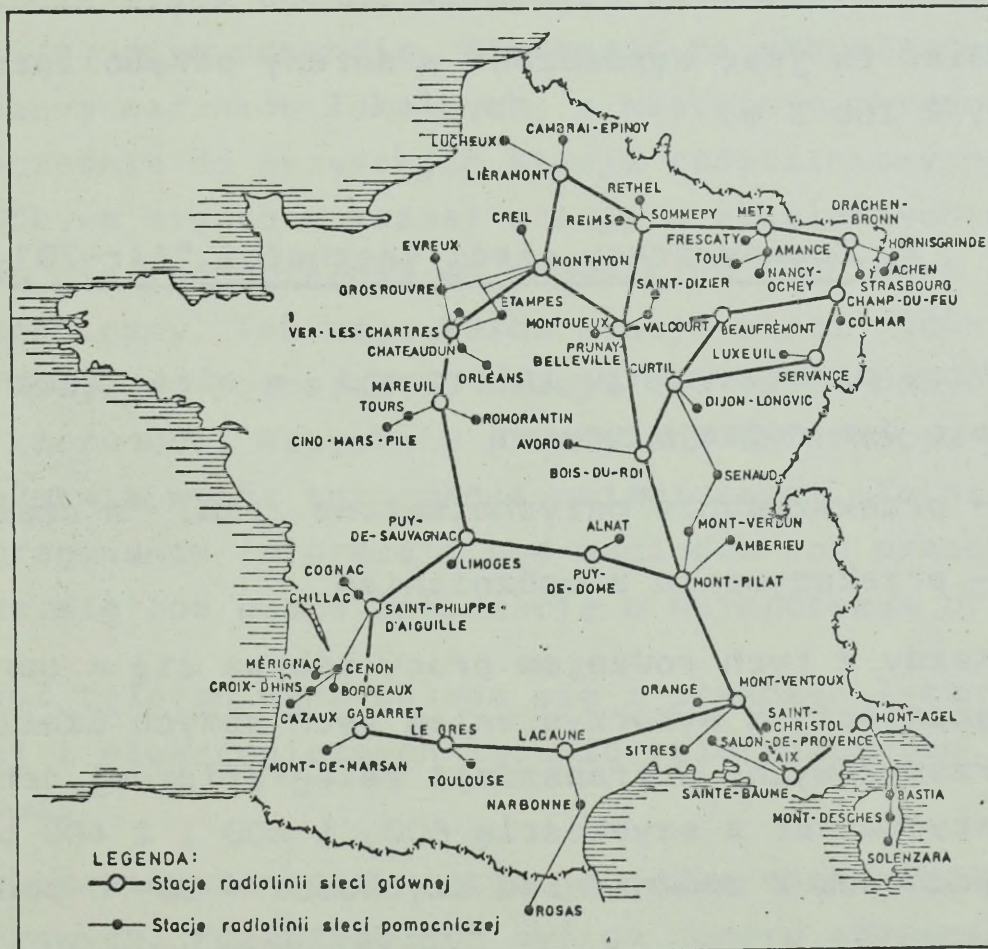 LUCHEUX
CAMBRAI-EPINOY
LIÈRAMONT
RETHEL
CREIL
REIMS
SOMMEPY
METZ
DRACHEN-
BRONN
EVREUX
MONTHYON
FRESCATY
AMANCE
HORNISGRINDE
TOUL
NANCY-
OCHEY
ACHEN
STRASBOURG
GROSROUVRE
ETAMPES
SAINT-DIZIER
CHAMP-DU-FEU
VER-LES-CHARTRES
MONTGUEUX
VALCOURT
BEAUFRÉMONT
COLMAR
CHATEAUDUN
PRUNAY-
BELLEVILLE
LUXEUIL
ORLÉANS
CURTIL
SERVANCE
MAREUIL
TOURS
ROMORANTIN
DIJON-LONGVIC
CINQ-MARS-PILE
AVORD
BOIS-DU-ROI
SENAUD
PUY-
DE-SAUVAGNAC
ALNAT
MONT-VERDUN
AMBERIEU
COGNAC
LIMOGES
PUY-
DE-DOME
MONT-PILAT
CHILLAC
SAINT-PHILIPPE-
D'AIGUILLE
MÉRIGNAC
CENON
CROIX-D'HINS
BORDEAUX
ORANGE
MONT-VENTOUX
CAZAUX
GABARRET
SAINT-
CHRISTOL
MONT-AGEL
LE ORES
LACAUNE
SITRES
SALON-DE-PROVENCE
MONT-DE-MARSAN
AIX
TOULOUSE
SAINTE-BAUME
BASTIA
NARBONNE
MONT-DESCHES
SOLENZARA
LEGENDA:
Stacje radiolinii sieci głównej
Stacje radiolinii sieci pomocniczej
ROSAS